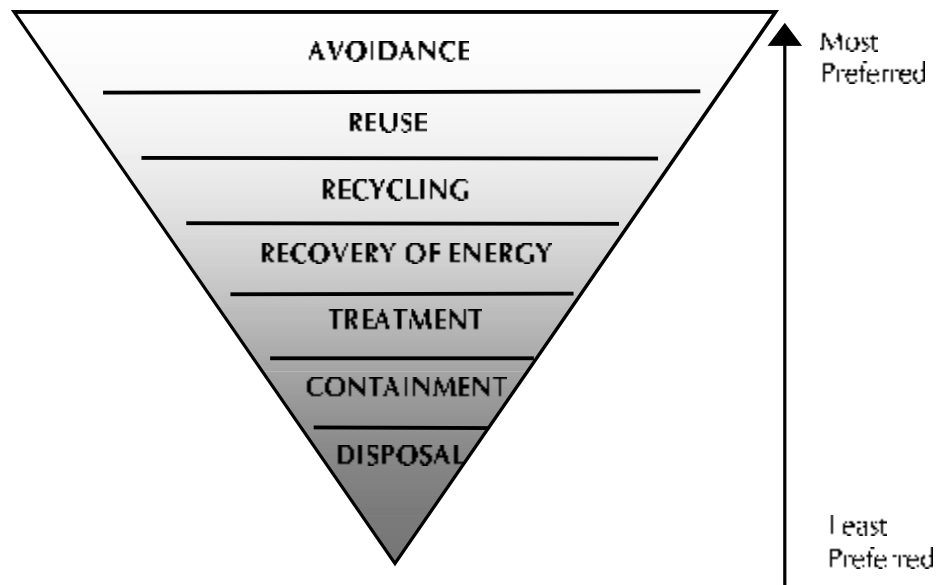 AVOIDANCE
Most
Preferred
REUSE
RECYCLING
RECOVERY OF ENERGY
TREATMENT
CONTAINMENT
DISPOSAL
Least
Preferred